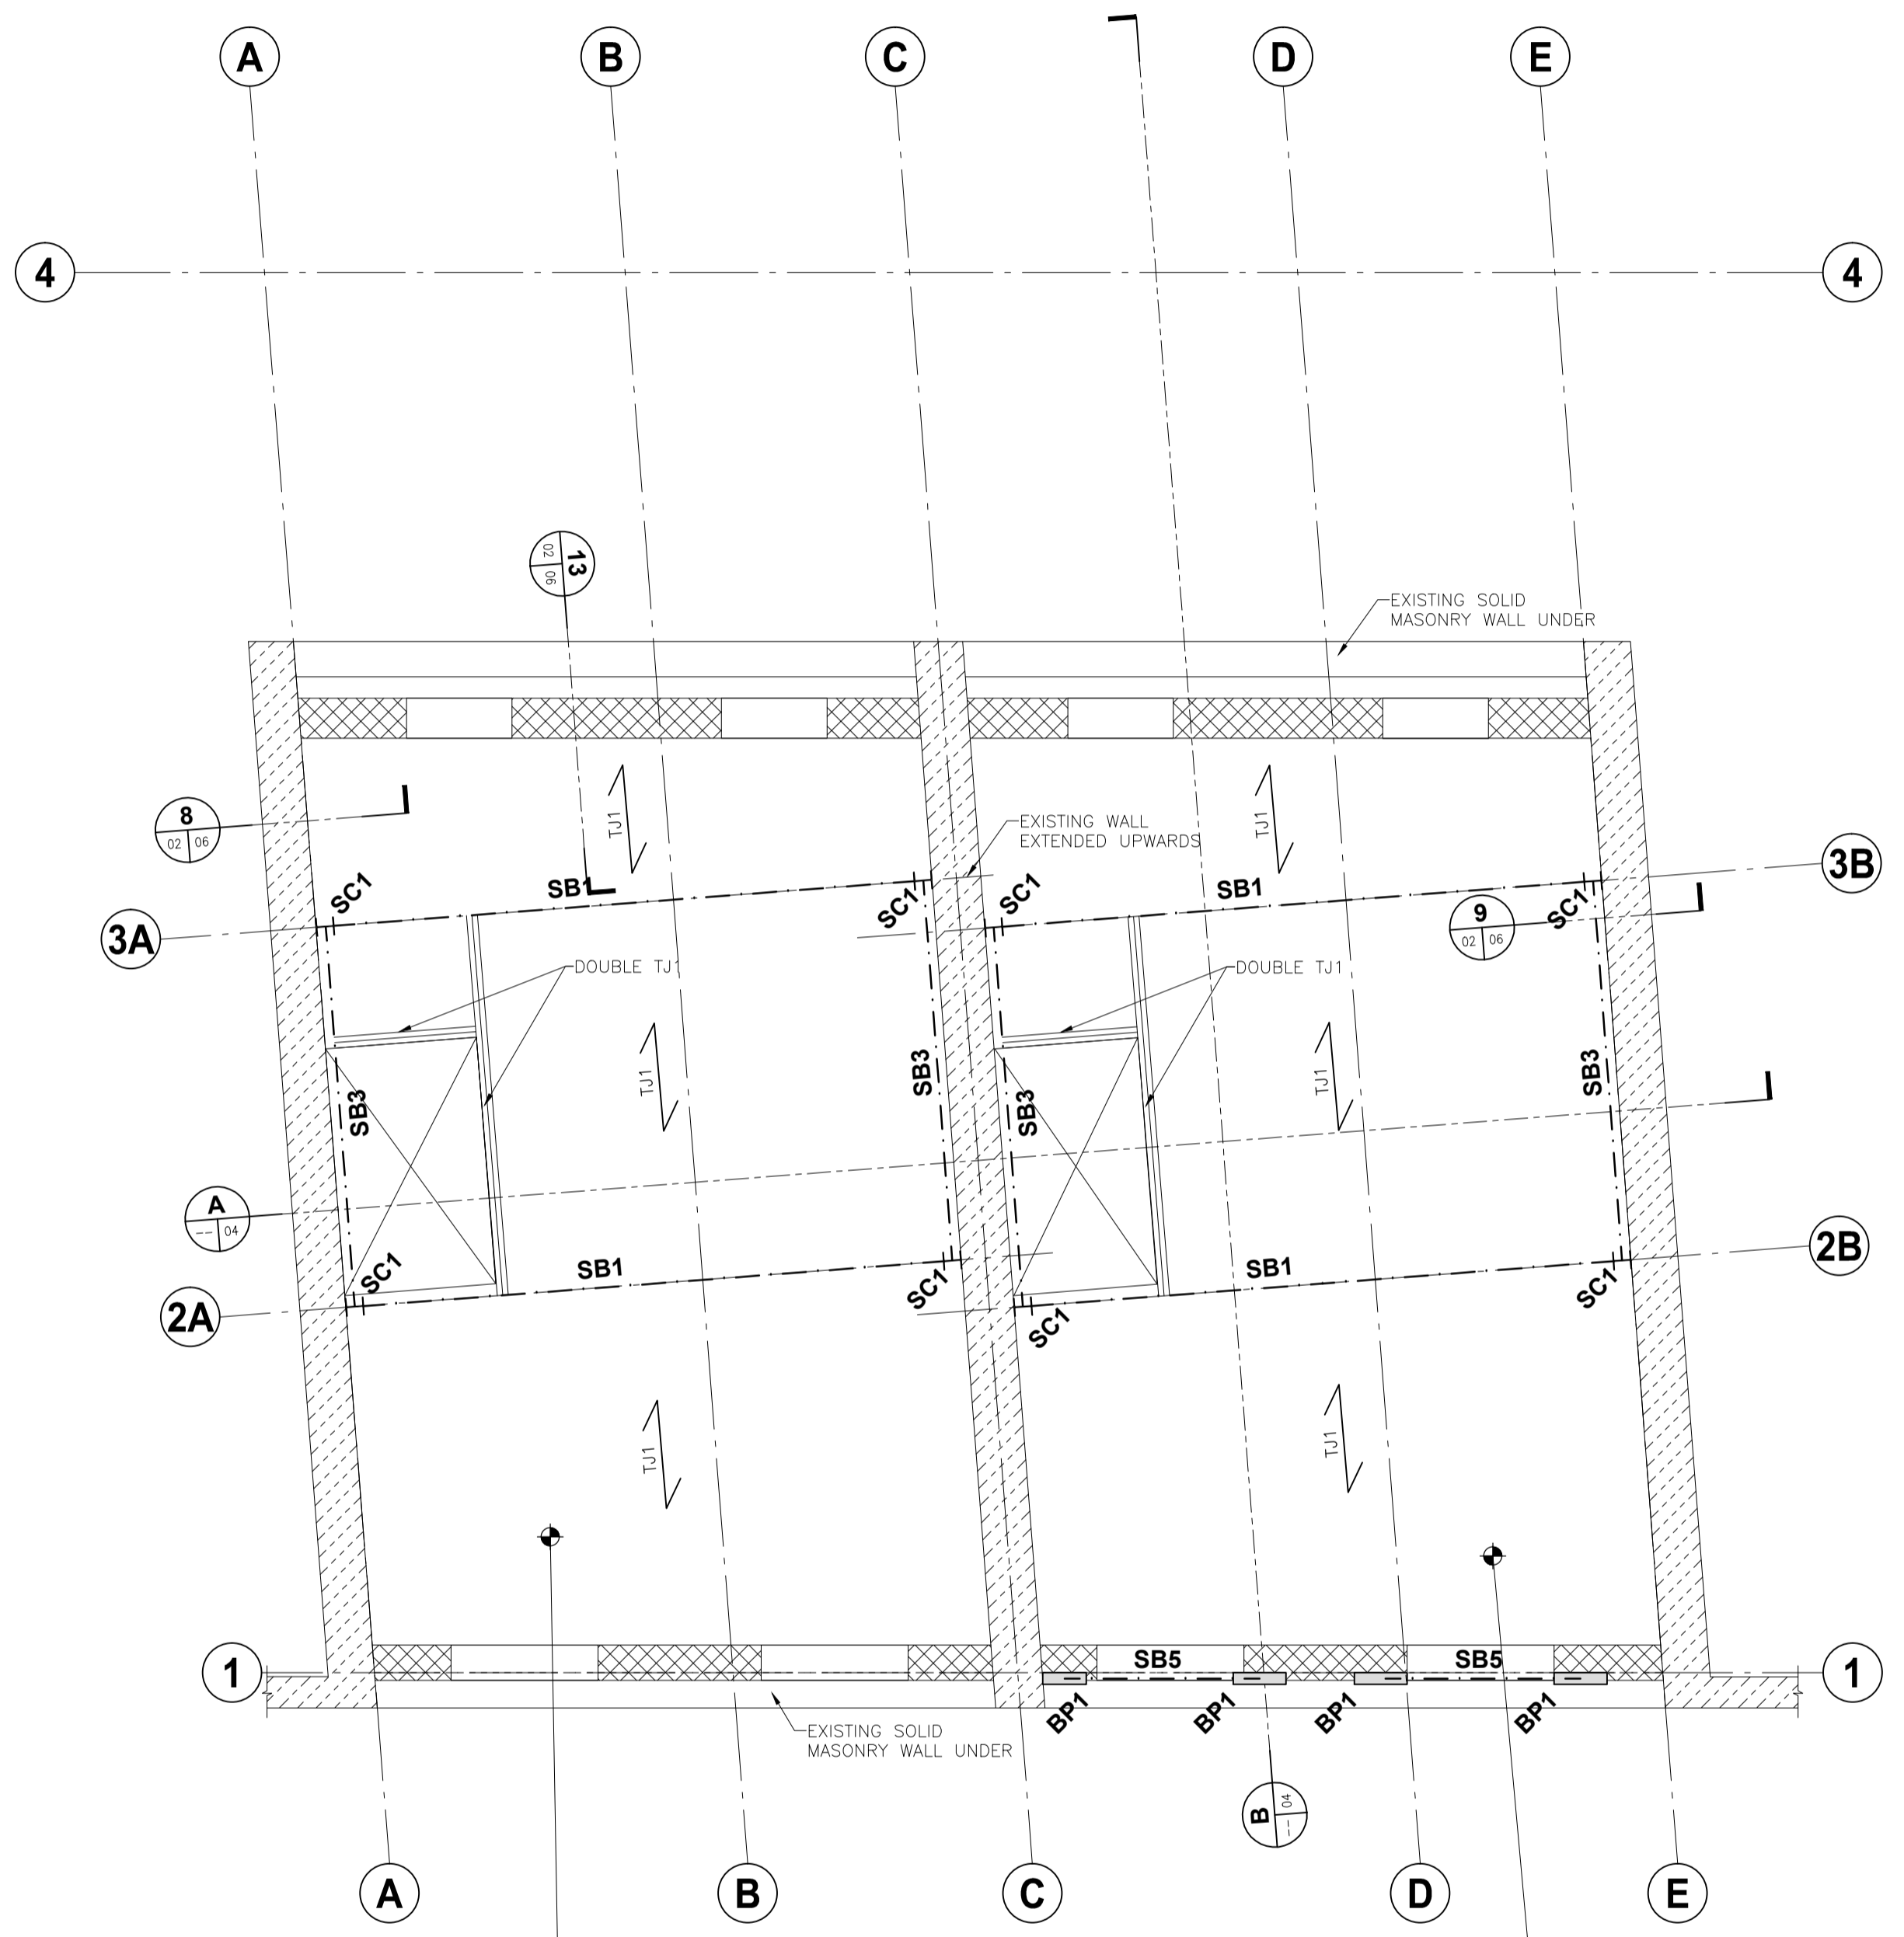 A
B
C
D
E
4
4
13
02
06
EXISTING SOLID
MASONRY WALL UNDER
TJ1
TJ1
8
02
06
EXISTING WALL
EXTENDED UPWARDS
3B
SC1
SB1
SC1
SC1
SB1
SC1
9
02
06
3A
DOUBLE TJ1
DOUBLE TJ1
TJ1
TJ1
SB3
SB3
SB3
SB3
A
--
04
2B
SC1
SB1
SC1
SB1
SC1
2A
SC1
TJ1
TJ1
1
SB5
SB5
1
BP1
BP1
BP1
BP1
EXISTING SOLID
MASONRY WALL UNDER
B
--
04
A
B
C
D
E